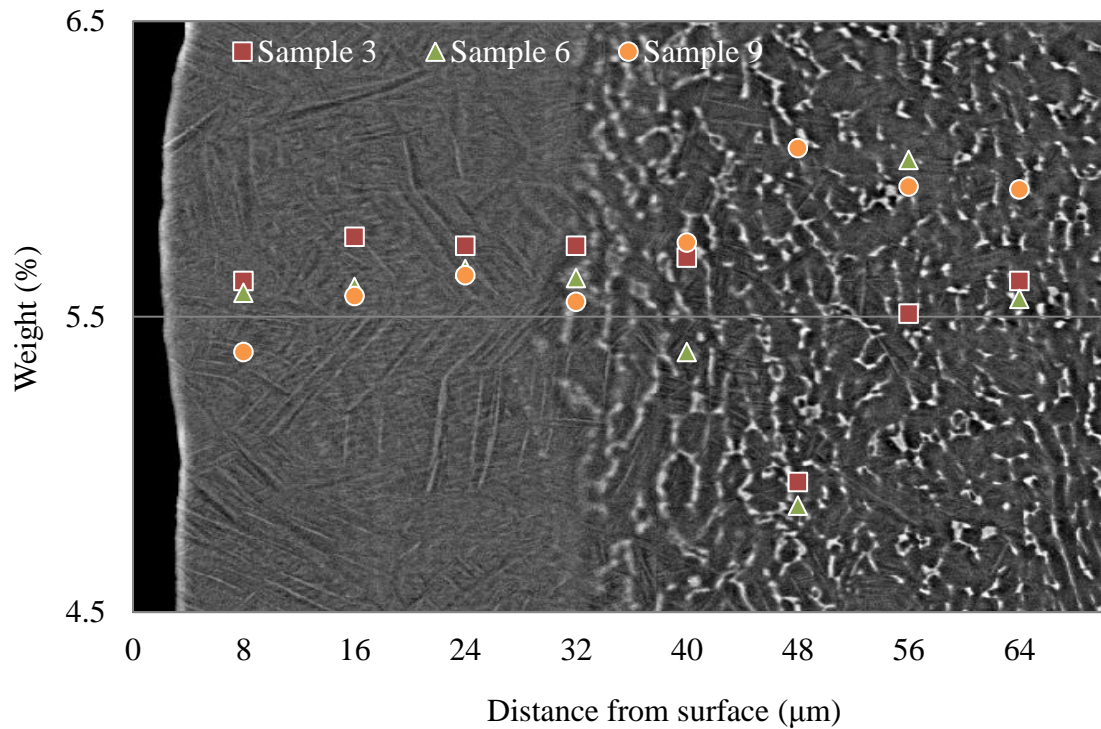 6.5
Sample 3 Sample 6 Sample 9
Weight (%)
5.5
4.5
0 8 16 24 32 40 48 56 64
Distance from surface (μm)